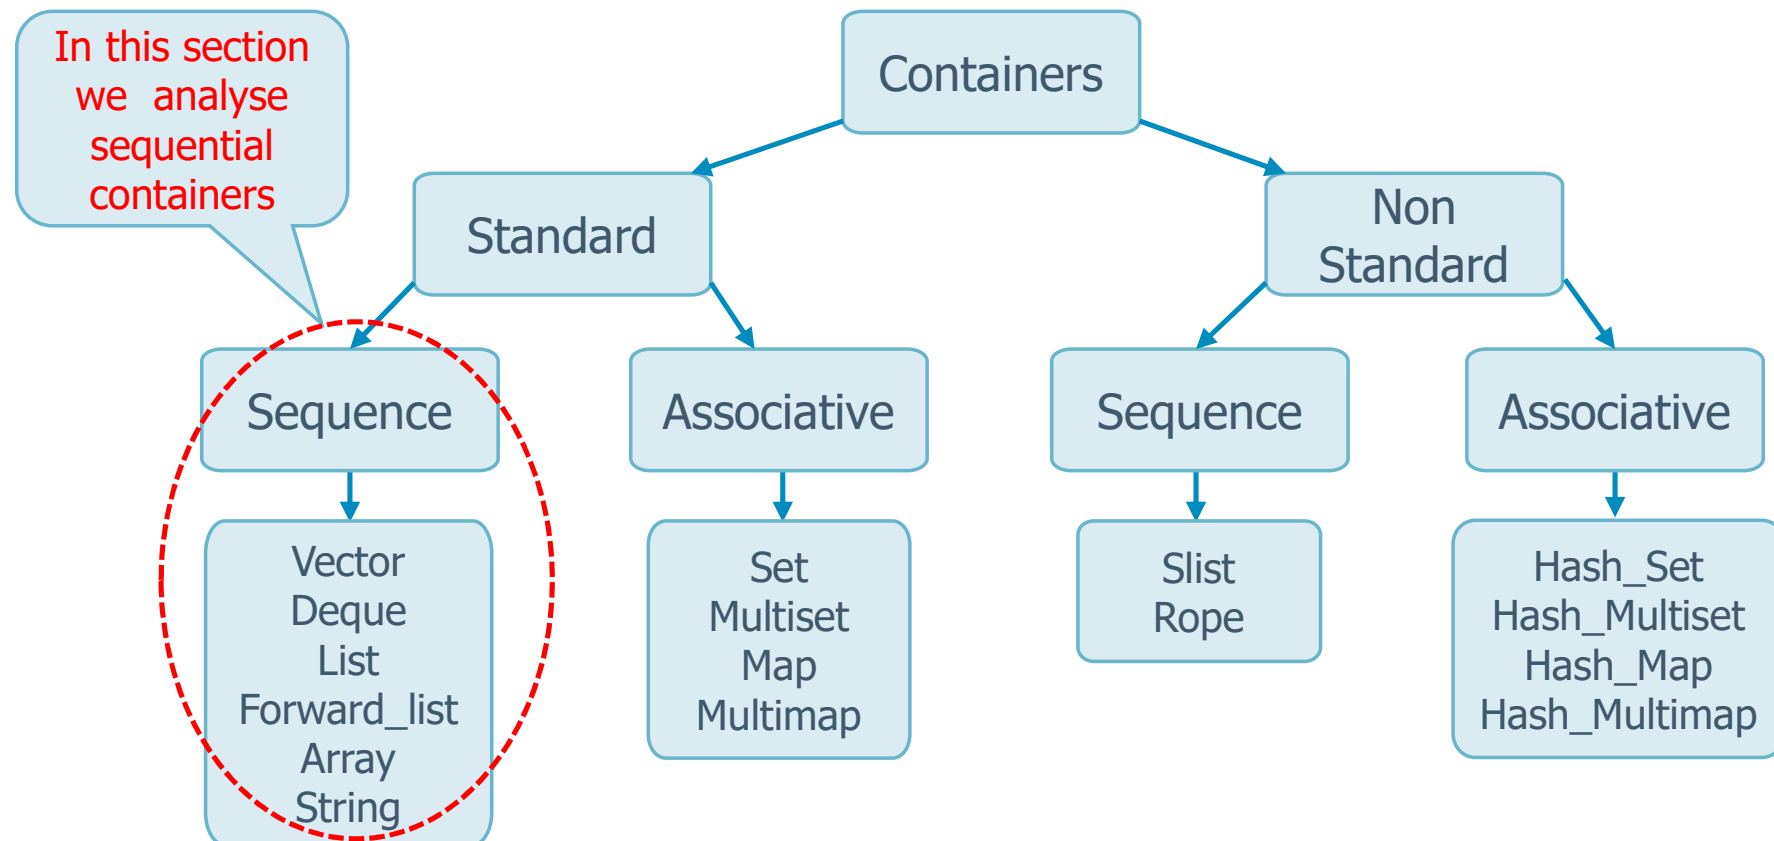 In this section
we analyse
sequential
containers
Containers
Standard
Non
Standard
Sequence
Associative
Sequence
Associative
Vector
Deque
List
Forward_list
Array
String
Set
Multiset
Map
Multimap
Slist
Rope
Hash_Set
Hash_Multiset
Hash_Map
Hash_Multimap